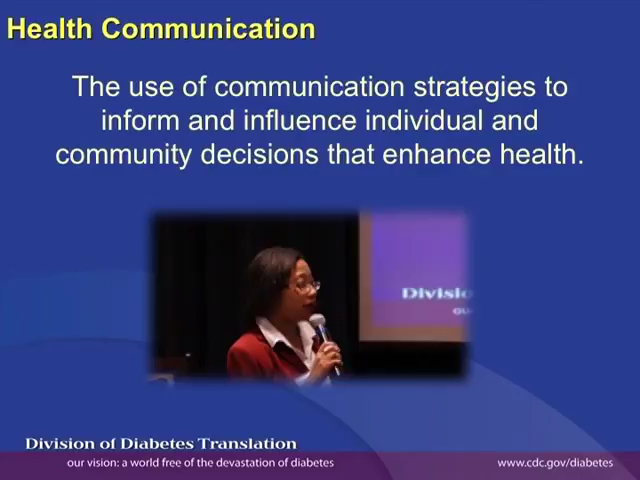 Health Communication
The use of communication strategies to
inform and influence individual and
community decisions that enhance health.
Division of Diabetes Translation
our vision: a world free of the devastation of diabetes
www.cdc.gov/diabetes